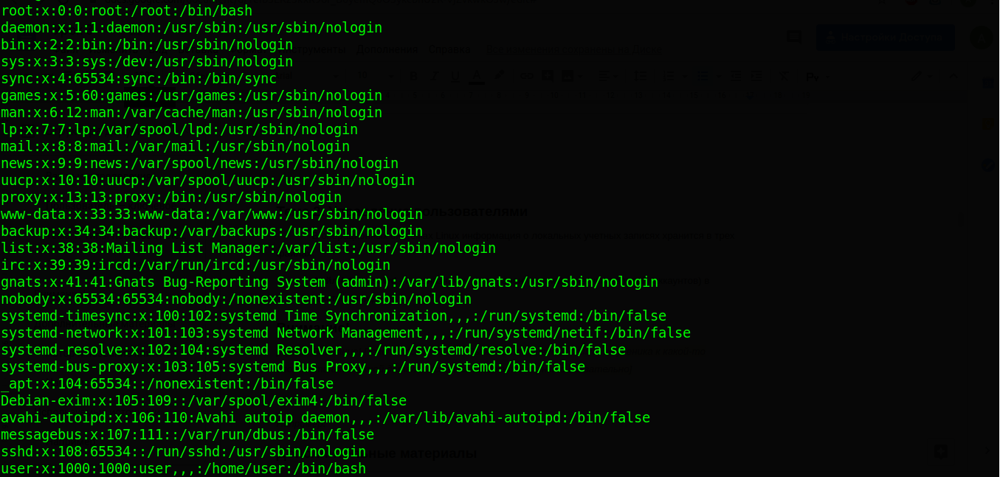 root:x:0:0:root:/root:/bin/bash
daemon:x:1:1:daemon:/usr/sbin:/usr/sbin/nologin
bin:x:2:2:bin:/bin:/usr/sbin/nologin
sys:x:3:3:sys:/dev:/usr/sbin/nologin
sync:x:4:65534:sync:/bin:/bin/sync
games:x:5:60:games:/usr/games:/usr/sbin/nologin
man:x:6:12:man:/var/cache/man:/usr/sbin/nologin
lp:x:7:7:lp:/var/spool/lpd:/usr/sbin/nologin
mail:x:8:8:mail:/var/mail:/usr/sbin/nologin
news:x:9:9:news:/var/spool/news:/usr/sbin/nologin
uucp:x:10:10:uucp:/var/spool/uucp:/usr/sbin/nologin
proxy:x:13:13:proxy:/bin:/usr/sbin/nologin
www-data:x:33:33:www-data:/var/www:/usr/sbin/nologin
backup:x:34:34:backup:/var/backups:/usr/sbin/nologin
list:x:38:38:Mailing List Manager:/var/list:/usr/sbin/nologin
irc:x:39:39:ircd:/var/run/ircd:/usr/sbin/nologin
gnats:x:41:41:Gnats Bug-Reporting System (admin):/var/lib/gnats:/usr/sbin/nologin
nobody:x:65534:65534:nobody:/nonexistent:/usr/sbin/nologin
systemd-timesync:x:100:102:systemd Time Synchronization,,,:/run/systemd:/bin/false
systemd-network:x:101:103:systemd Network Management,,,:/run/systemd/netif:/bin/false
systemd-resolve:x:102:104:systemd Resolver,,,:/run/systemd/resolve:/bin/false
systemd-bus-proxy:x:103:105:systemd Bus Proxy,,,:/run/systemd:/bin/false
_apt:x:104:65534::/nonexistent:/bin/false
Debian-exim:x:105:109::/var/spool/exim4:/bin/false
avahi-autoipd:x:106:110:Avahi autoip daemon,,,:/var/lib/avahi-autoipd:/bin/false
messagebus:x:107:111::/var/run/dbus:/bin/false
sshd:x:108:65534::/run/sshd:/usr/sbin/nologin
user:x:1000:1000:user,,,:/home/user:/bin/bash
Настройки Доступа
Дополнения Справка
материалы